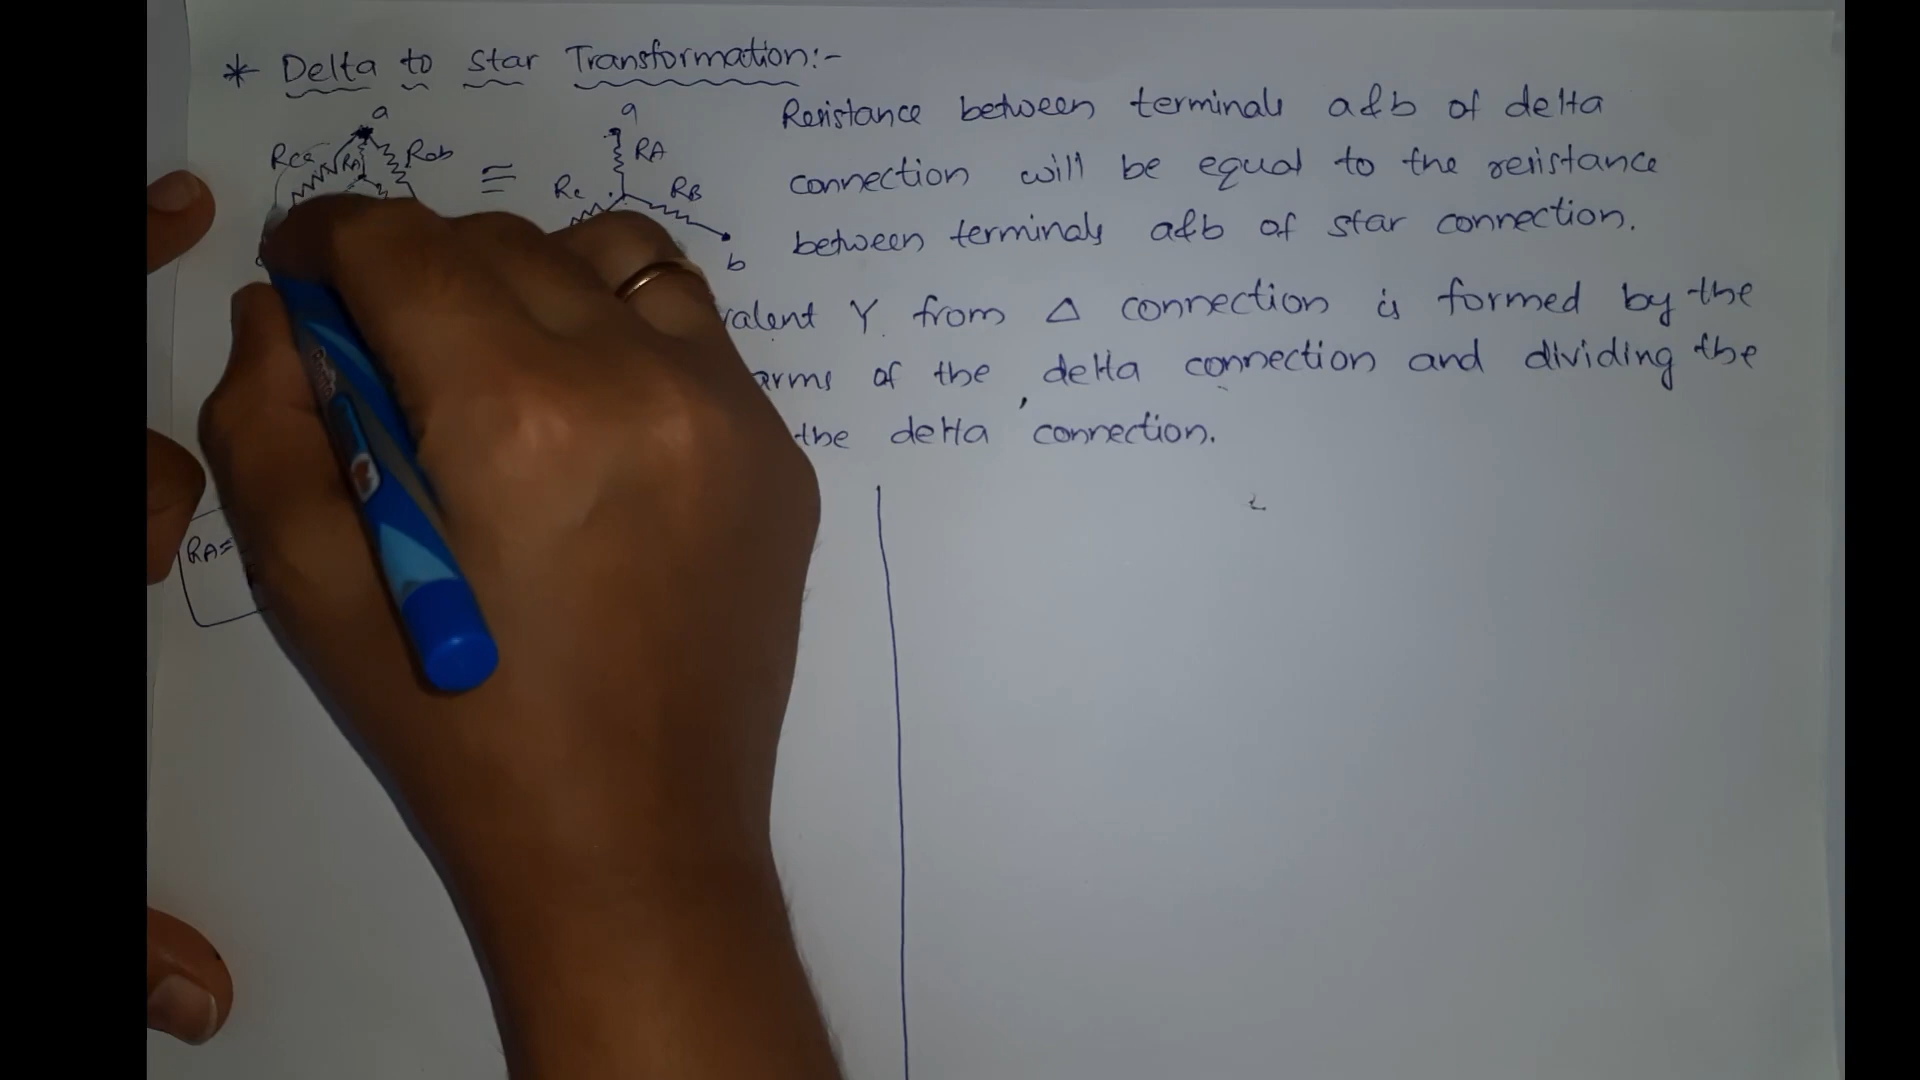 * Delta to Star Transformation:-
a
Rca RA Rab
≡
a
RA
Rc RB
b
Resistance between terminals a&b of delta
connection will be equal to the resistance
between terminals a&b of star connection.
Y from Δ connection is formed by the
arms of the delta connection and dividing the
the delta connection.
RA=